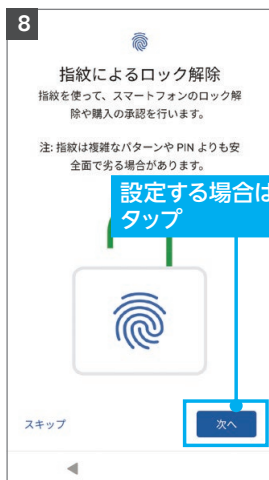 8
指紋によるロック解除
指紋を使って、スマートフォンのロック解
除や購入の承認を行います。
注: 指紋は複雑なパターンや PIN よりも安
全面で劣る場合があります。
設定する場合は
タップ
スキップ
次へ